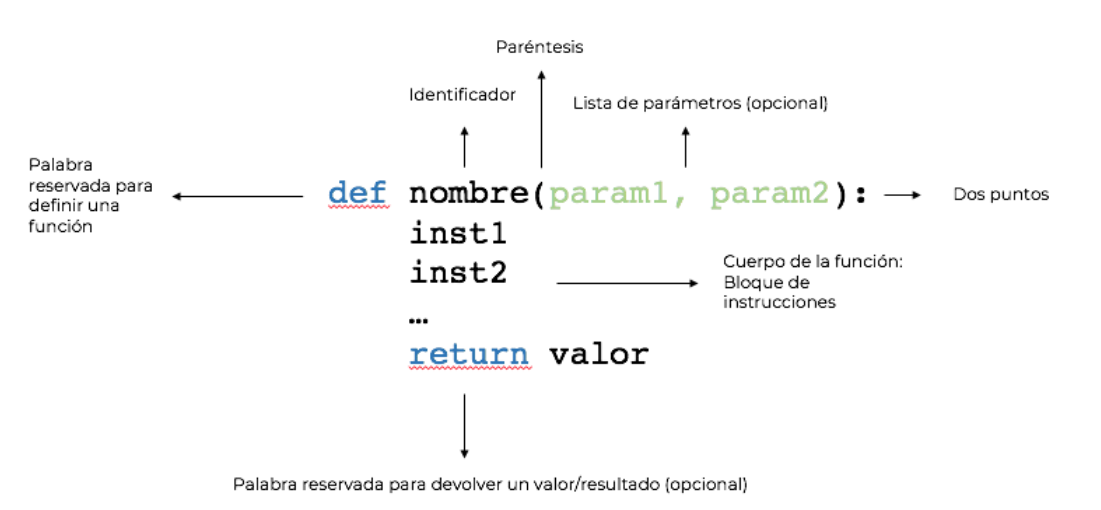 Paréntesis
Identificador
Lista de parámetros (opcional)
Palabra
reservada para
definir una
función
def nombre(param1, param2):
Dos puntos
inst1
inst2
Cuerpo de la función:
Bloque de
instrucciones
…
return valor
Palabra reservada para devolver un valor/resultado (opcional)